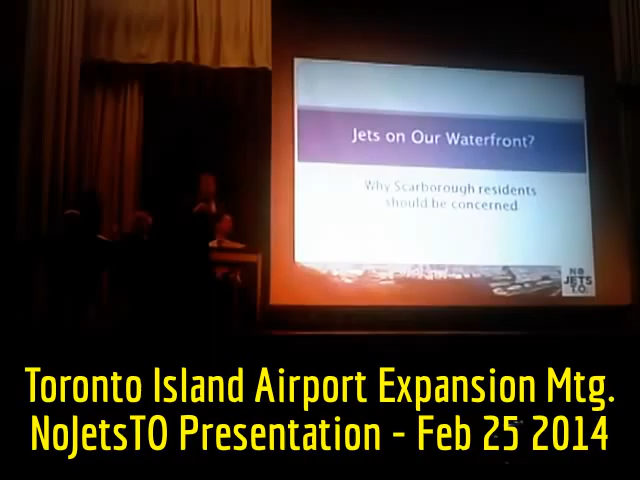 Jets on Our Waterfront?
Why Scarborough residents
should be concerned
NO
JETS
T.O.
Toronto Island Airport Expansion Mtg.
NoJetsTO Presentation - Feb 25 2014